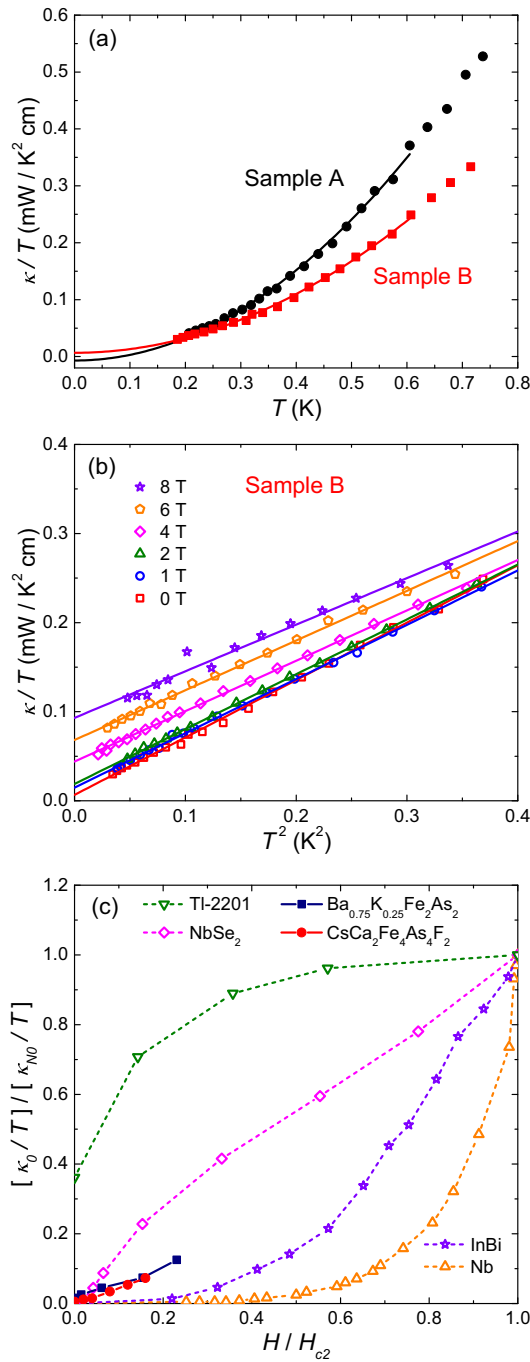 (a)
0.6
0.5
0.4
0.3
0.2
0.1
0.0
κ / T (mW / K² cm)
Sample A
Sample B
0.0 0.1 0.2 0.3 0.4 0.5 0.6 0.7 0.8
T (K)
(b)
Sample B
0.4
0.3
0.2
0.1
0.0
κ / T (mW / K² cm)
8 T
6 T
4 T
2 T
1 T
0 T
0.0 0.1 0.2 0.3 0.4
T² (K²)
(c)
1.2
1.0
0.8
0.6
0.4
0.2
0.0
[ κ₀ / T ] / [ κ_N0 / T ]
Tl-2201
NbSe₂
Ba₀.₇₅K₀.₂₅Fe₂As₂
CsCa₂Fe₄As₄F₂
InBi
Nb
0.0 0.2 0.4 0.6 0.8 1.0
H / H_c2